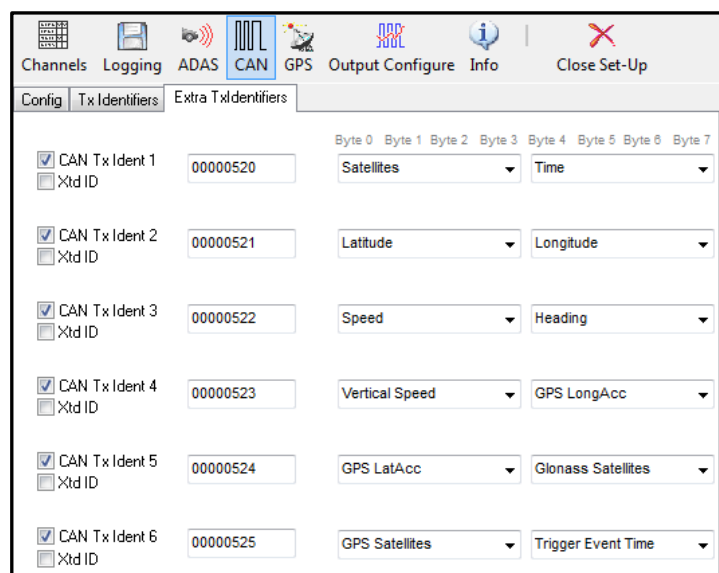 Channels Logging ADAS CAN GPS Output Configure Info Close Set-Up
Config Tx Identifiers Extra TxIdentifiers
Byte 0 Byte 1 Byte 2 Byte 3 Byte 4 Byte 5 Byte 6 Byte 7
CAN Tx Ident 1 00000520 Satellites Time
Xtd ID
CAN Tx Ident 2 00000521 Latitude Longitude
Xtd ID
CAN Tx Ident 3 00000522 Speed Heading
Xtd ID
CAN Tx Ident 4 00000523 Vertical Speed GPS LongAcc
Xtd ID
CAN Tx Ident 5 00000524 GPS LatAcc Glonass Satellites
Xtd ID
CAN Tx Ident 6 00000525 GPS Satellites Trigger Event Time
Xtd ID